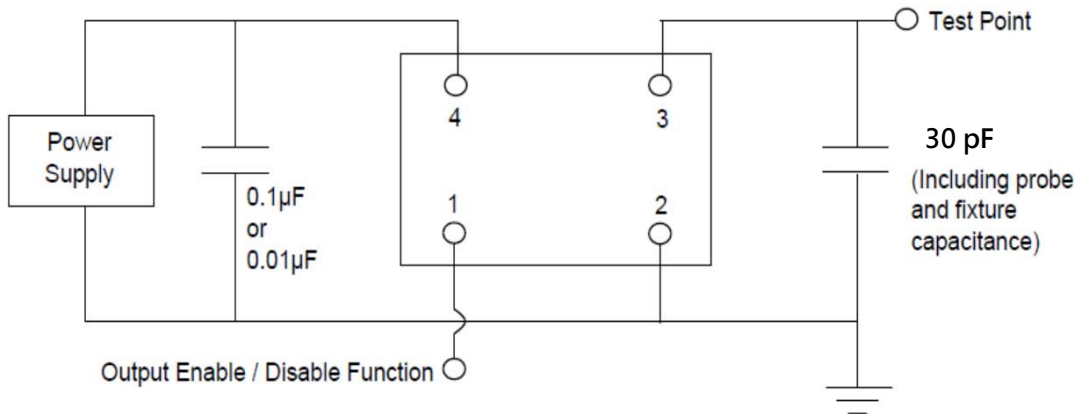 Test Point
4
3
Power
Supply
30 pF
(Including probe
and fixture
capacitance)
0.1µF
or
0.01µF
1
2
Output Enable / Disable Function